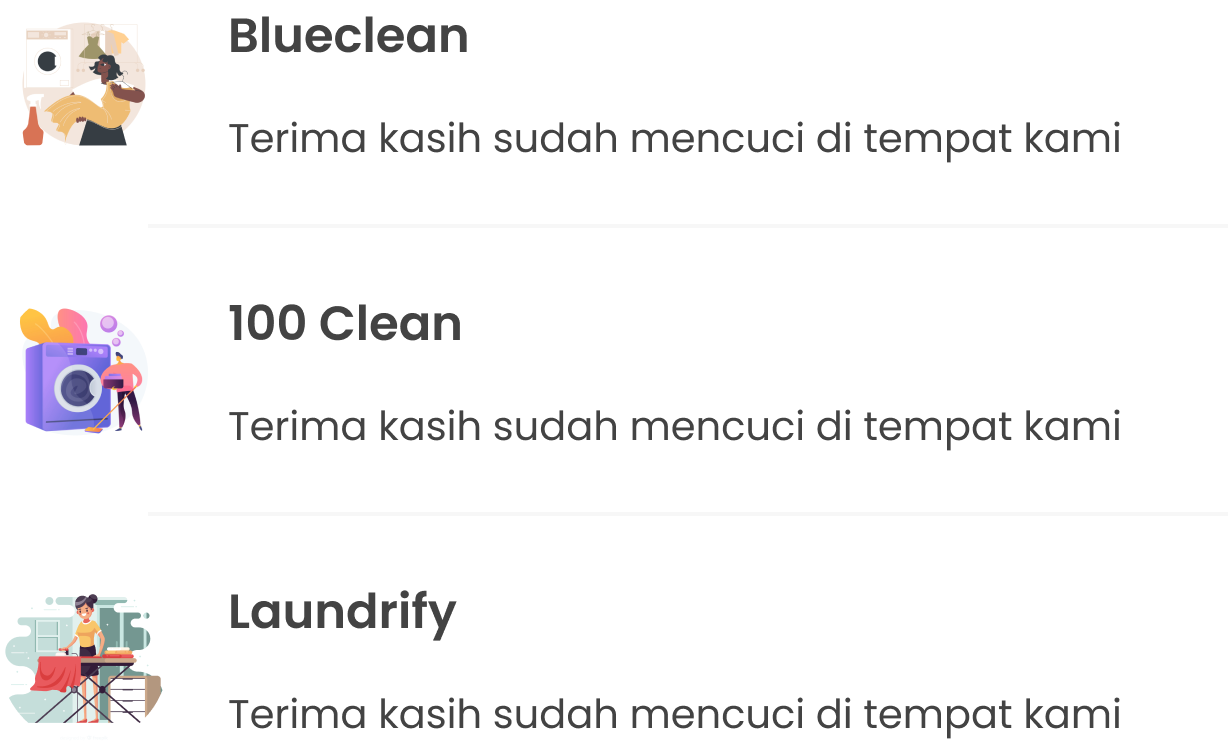 Blueclean
Terima kasih sudah mencuci di tempat kami
100 Clean
Terima kasih sudah mencuci di tempat kami
Laundrify
Terima kasih sudah mencuci di tempat kami